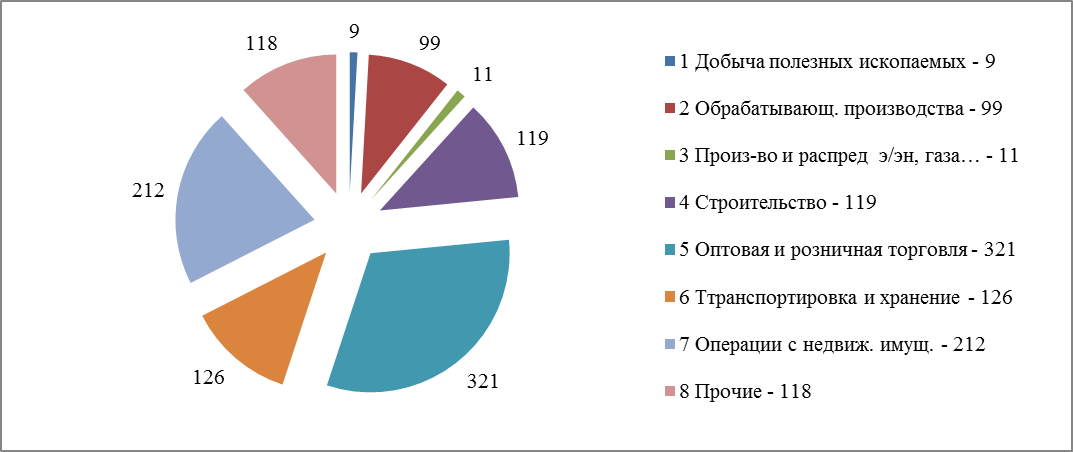 9
99
11
119
321
126
212
118
1 Добыча полезных ископаемых - 9
2 Обрабатывающ. производства - 99
3 Произ-во и распред э/эн, газа… - 11
4 Строительство - 119
5 Оптовая и розничная торговля - 321
6 Ттранспортировка и хранение - 126
7 Операции с недвиж. имущ. - 212
8 Прочие - 118